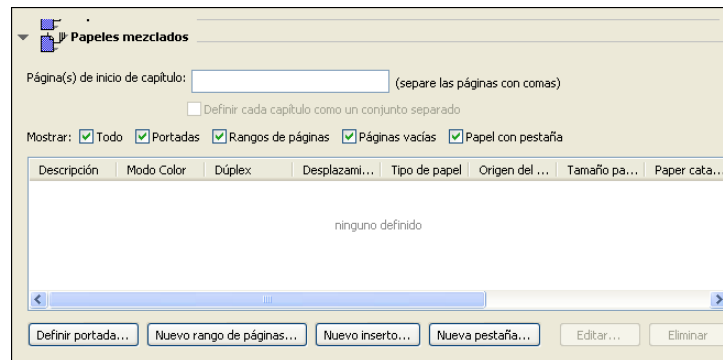 Papeles mezclados
Página(s) de inicio de capítulo: (separe las páginas con comas)
Definir cada capítulo como un conjunto separado
Mostrar: Todo Portadas Rangos de páginas Páginas vacías Papel con pestaña
Descripción Modo Color Dúplex Desplazami... Tipo de papel Origen del ... Tamaño pa... Paper cata...
ninguno definido
Definir portada... Nuevo rango de páginas... Nuevo inserto... Nueva pestaña... Editar... Eliminar